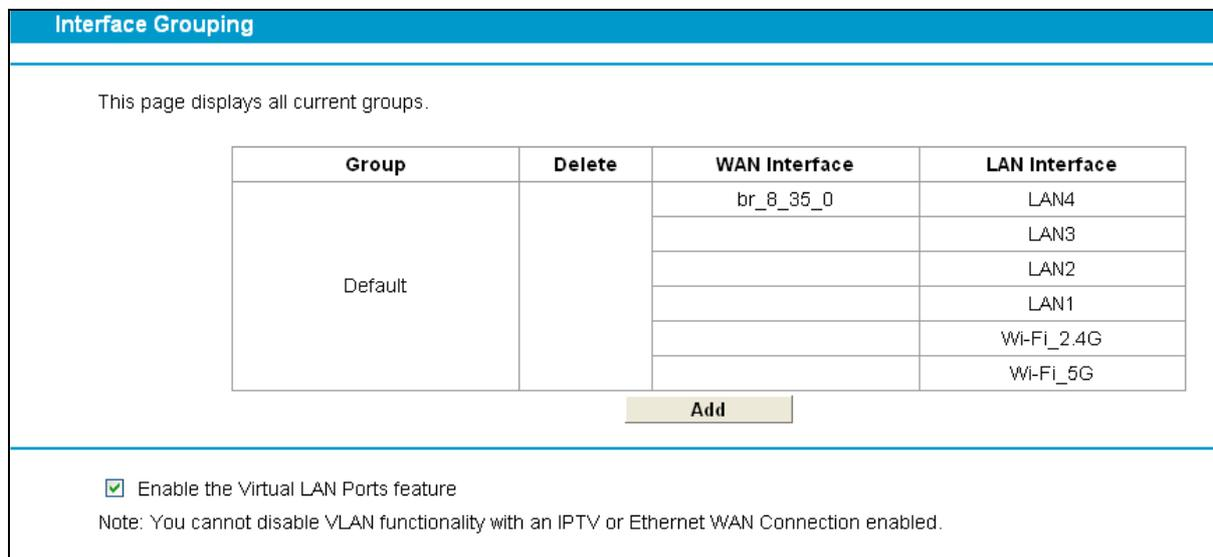 Interface Grouping
This page displays all current groups.
Group Delete WAN Interface LAN Interface
Default
br_8_35_0 LAN4
LAN3
LAN2
LAN1
Wi-Fi_2.4G
Wi-Fi_5G
Add
Enable the Virtual LAN Ports feature
Note: You cannot disable VLAN functionality with an IPTV or Ethernet WAN Connection enabled.